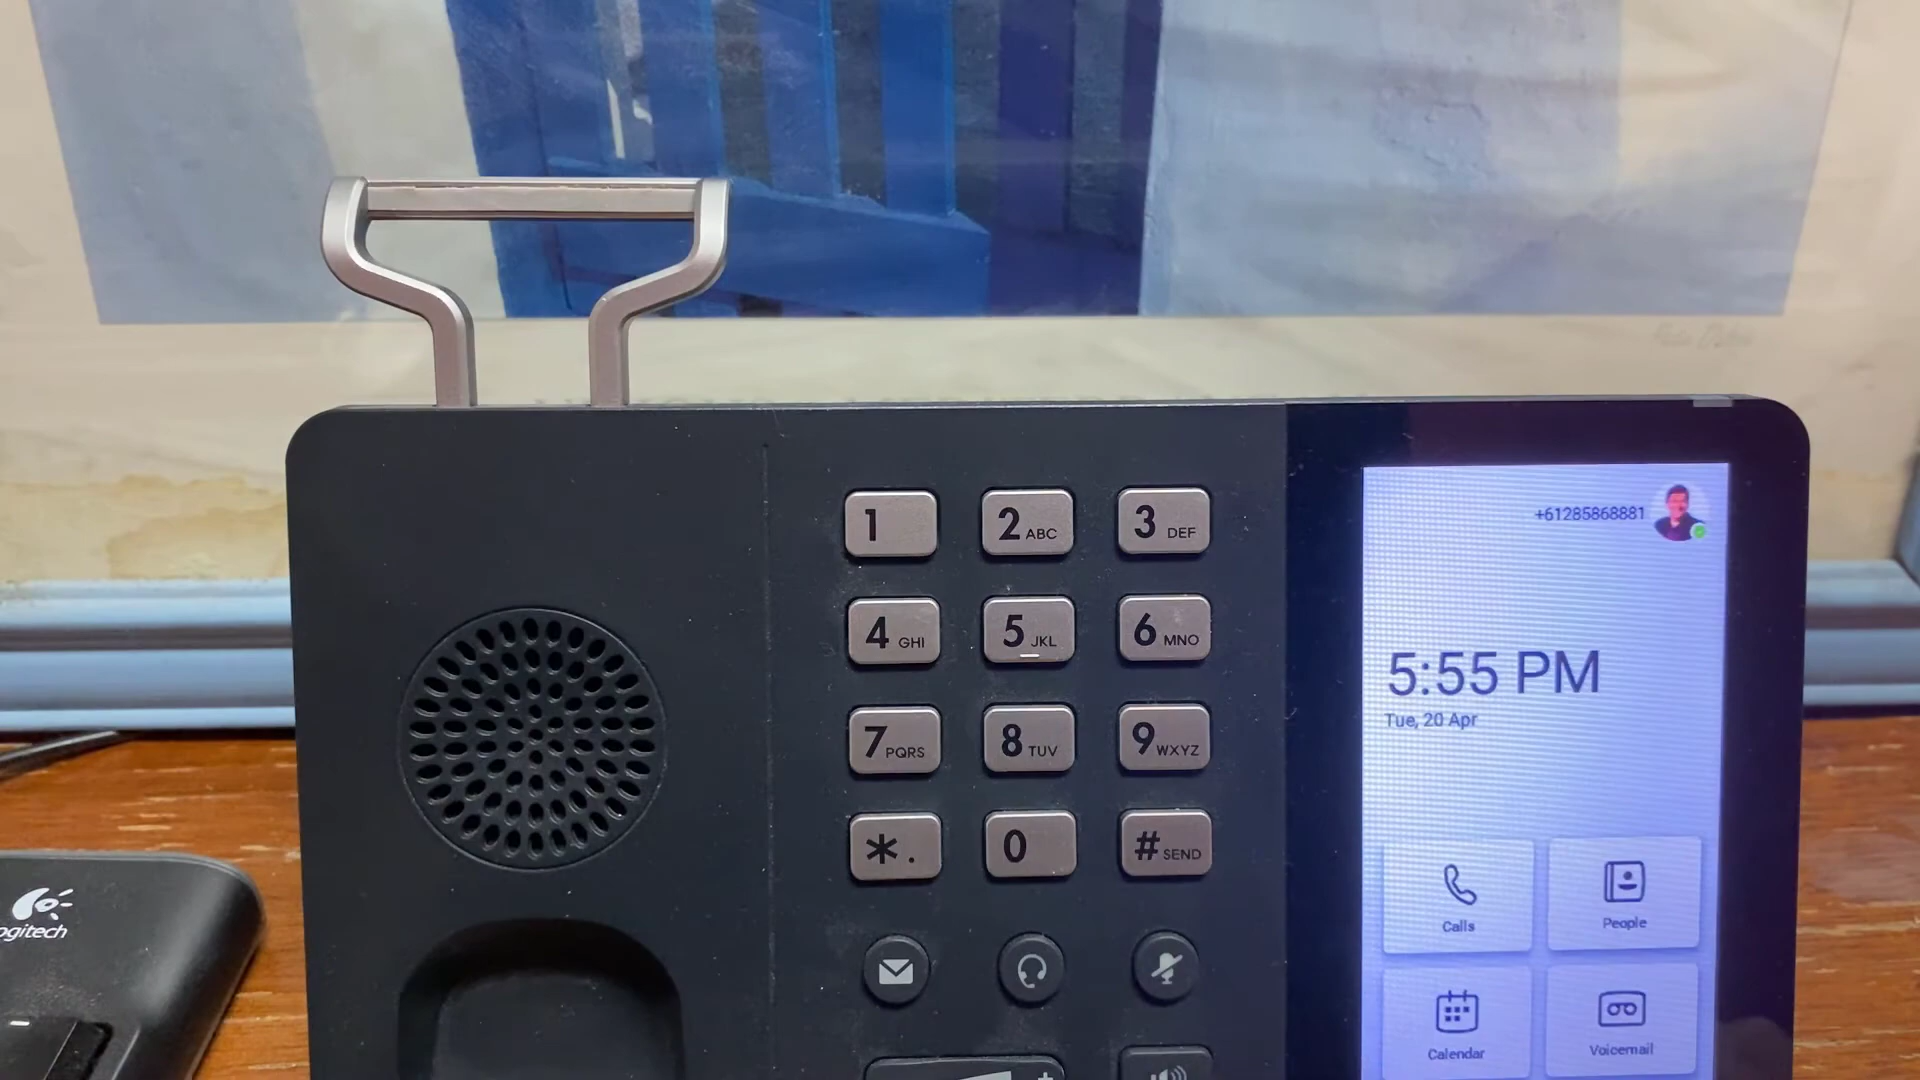 1
2 ABC
3 DEF
4 GHI
5 JKL
6 MNO
7 PQRS
8 TUV
9 WXYZ
* .
0
# SEND
+61285868881
5:55 PM
Tue, 20 Apr
Calls
People
Calendar
Voicemail
ogitech
+